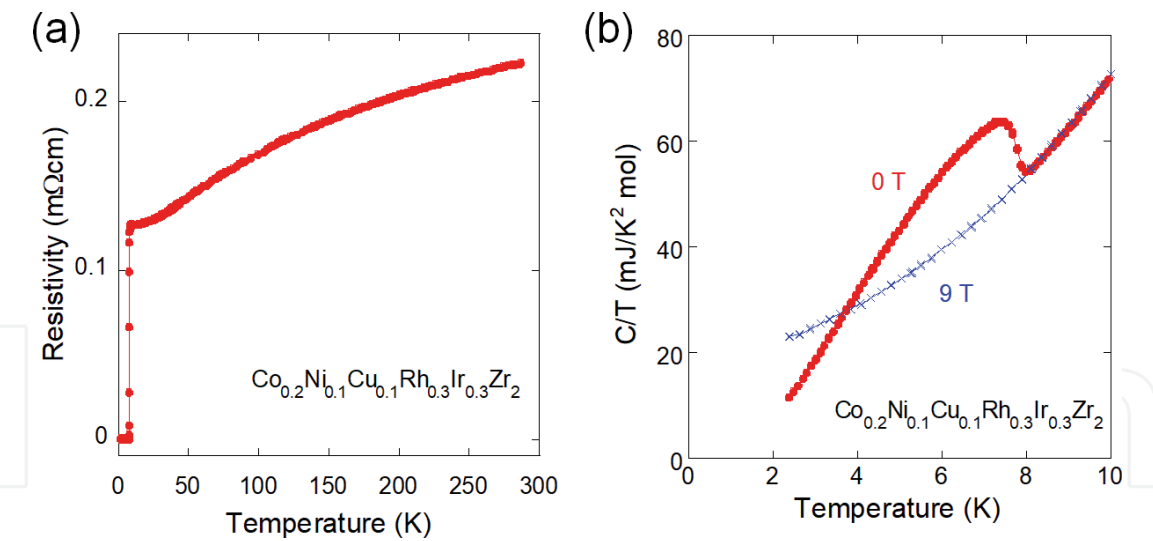 (a)
0.2
0.1
0
Resistivity (mΩcm)
Co0.2Ni0.1Cu0.1Rh0.3Ir0.3Zr2
0 50 100 150 200 250 300
Temperature (K)
(b)
80
60
40
20
0
C/T (mJ/K² mol)
0 T
9 T
Co0.2Ni0.1Cu0.1Rh0.3Ir0.3Zr2
0 2 4 6 8 10
Temperature (K)